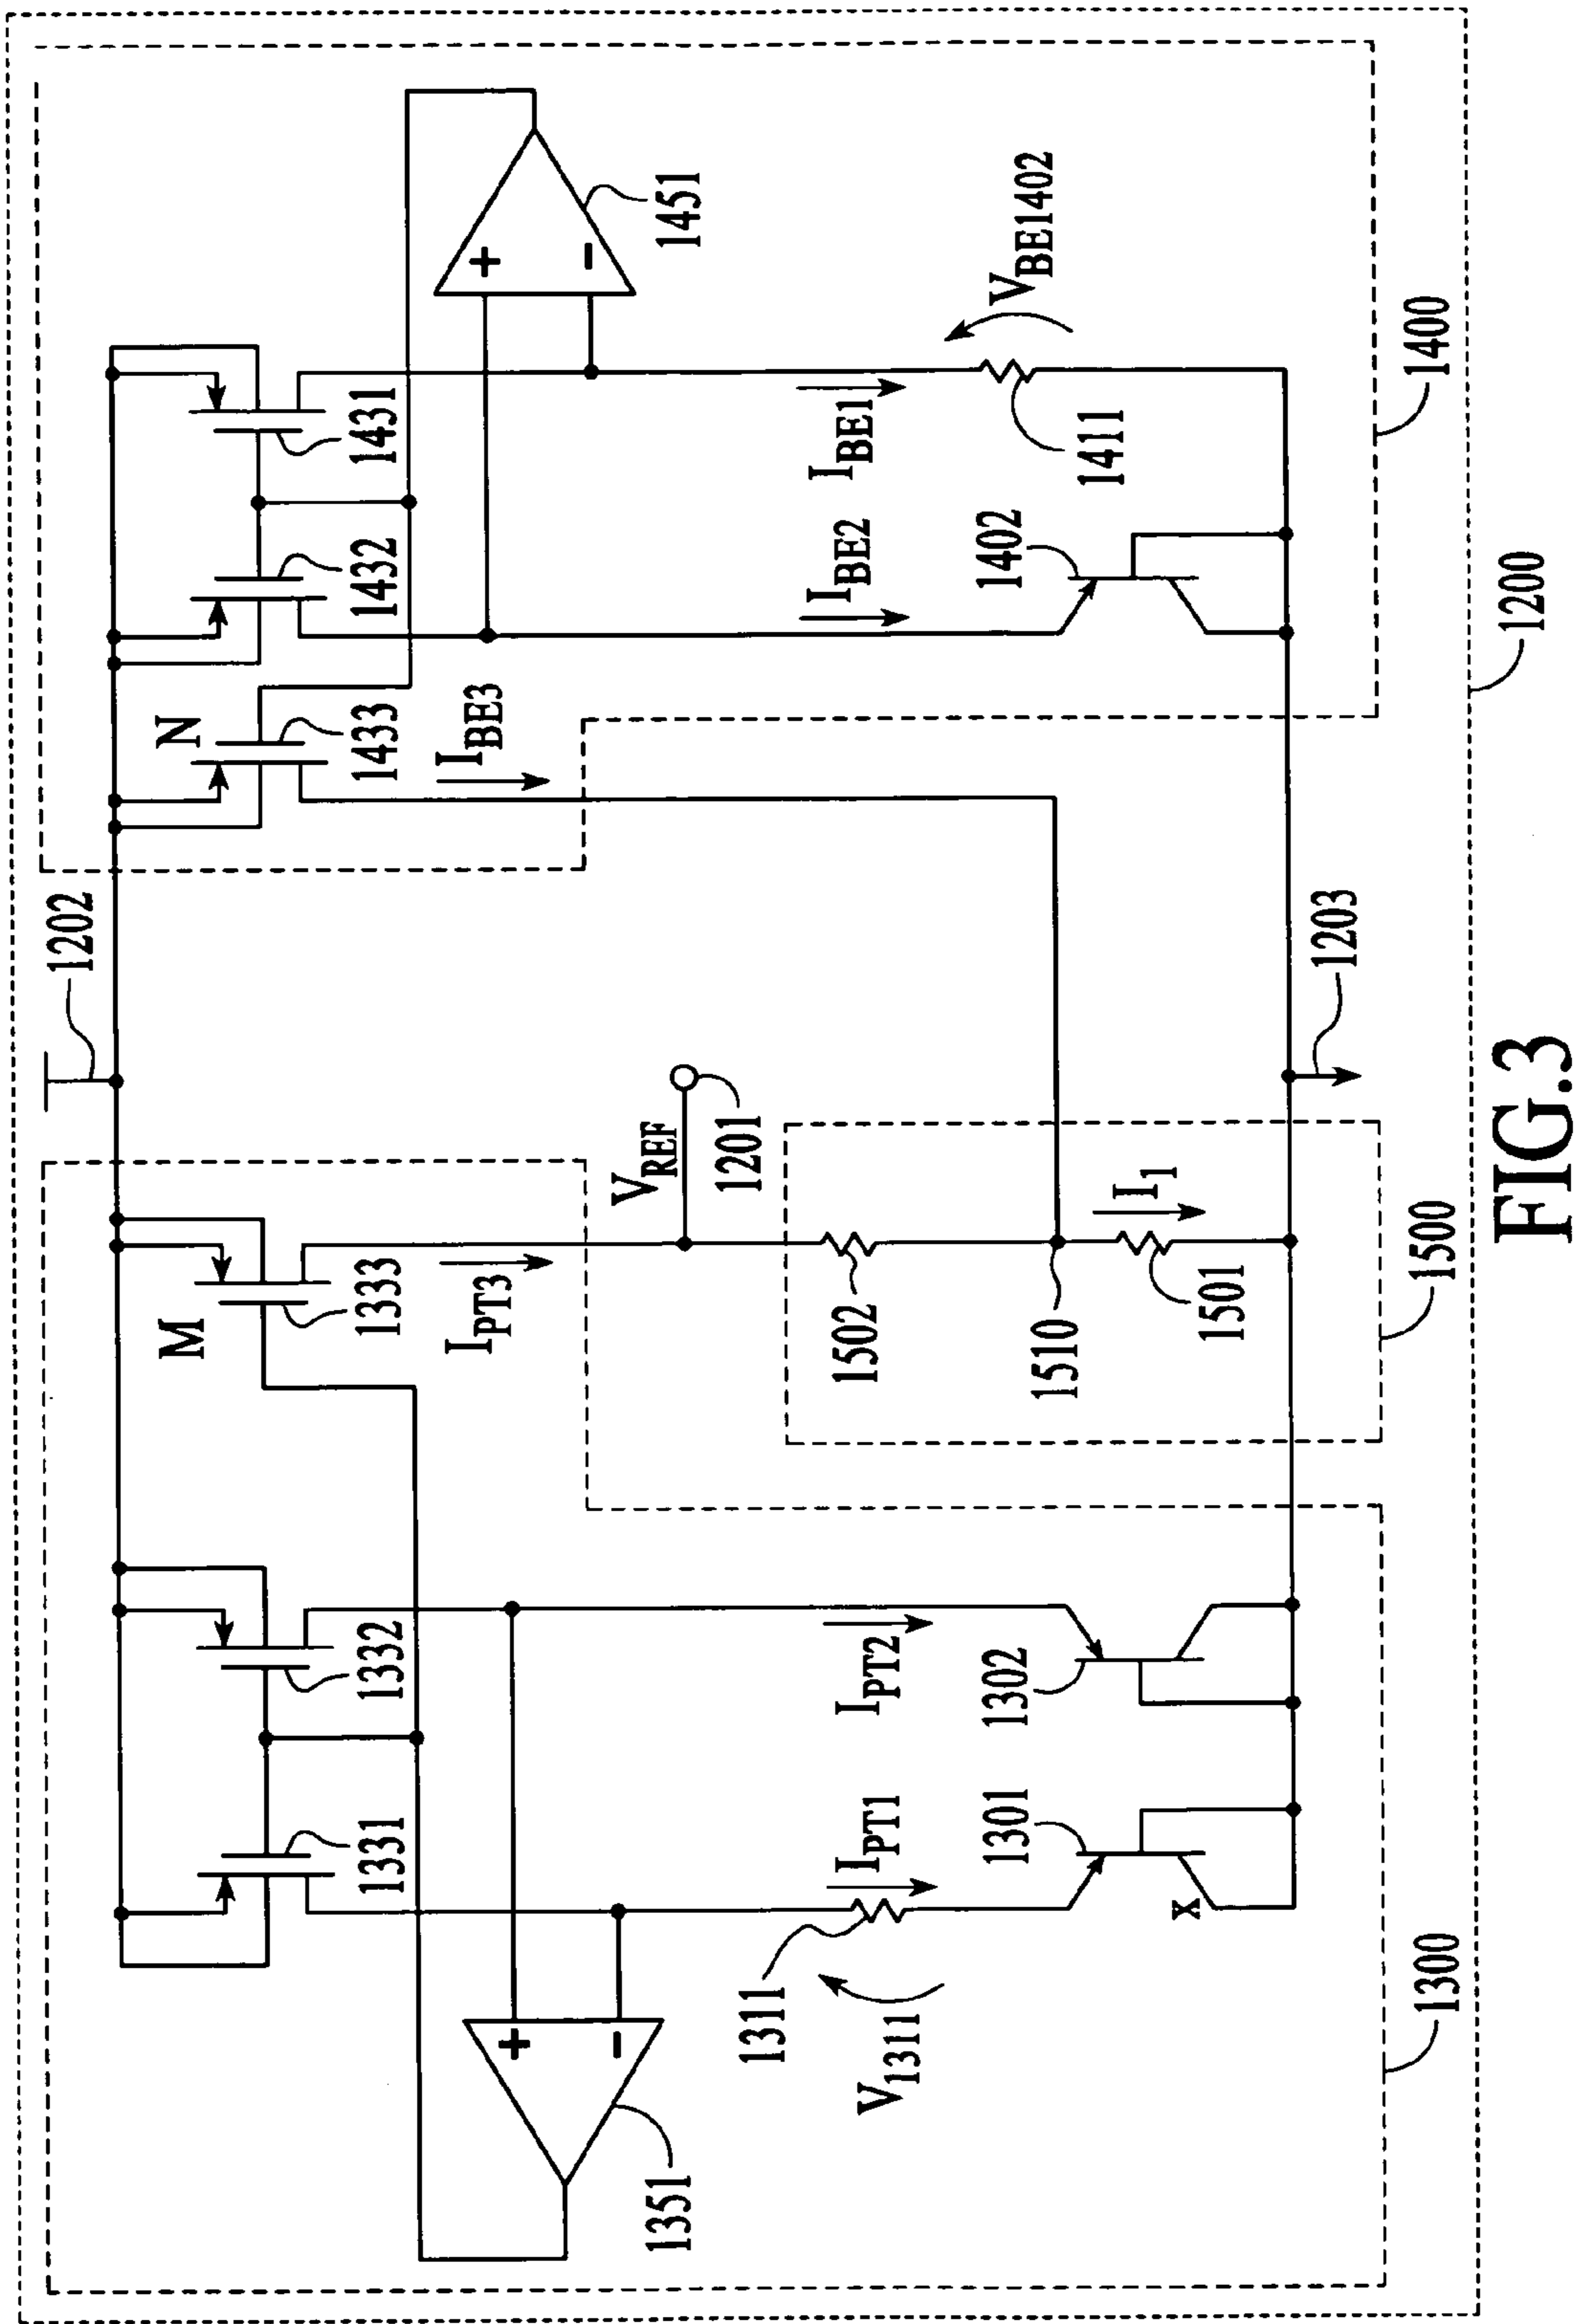 1202
M
N
1331
1332
1333
1433
1432
1431
I_PT3
I_BE3
+
-
1351
+
-
1451
V_REF
1201
1311
V_1311
I_PT1
I_PT2
1502
I_BE2
I_BE1
V_BE1402
1301
x
1302
1510
I_1
1501
1402
1411
1203
1300
1500
1400
1200
FIG.3